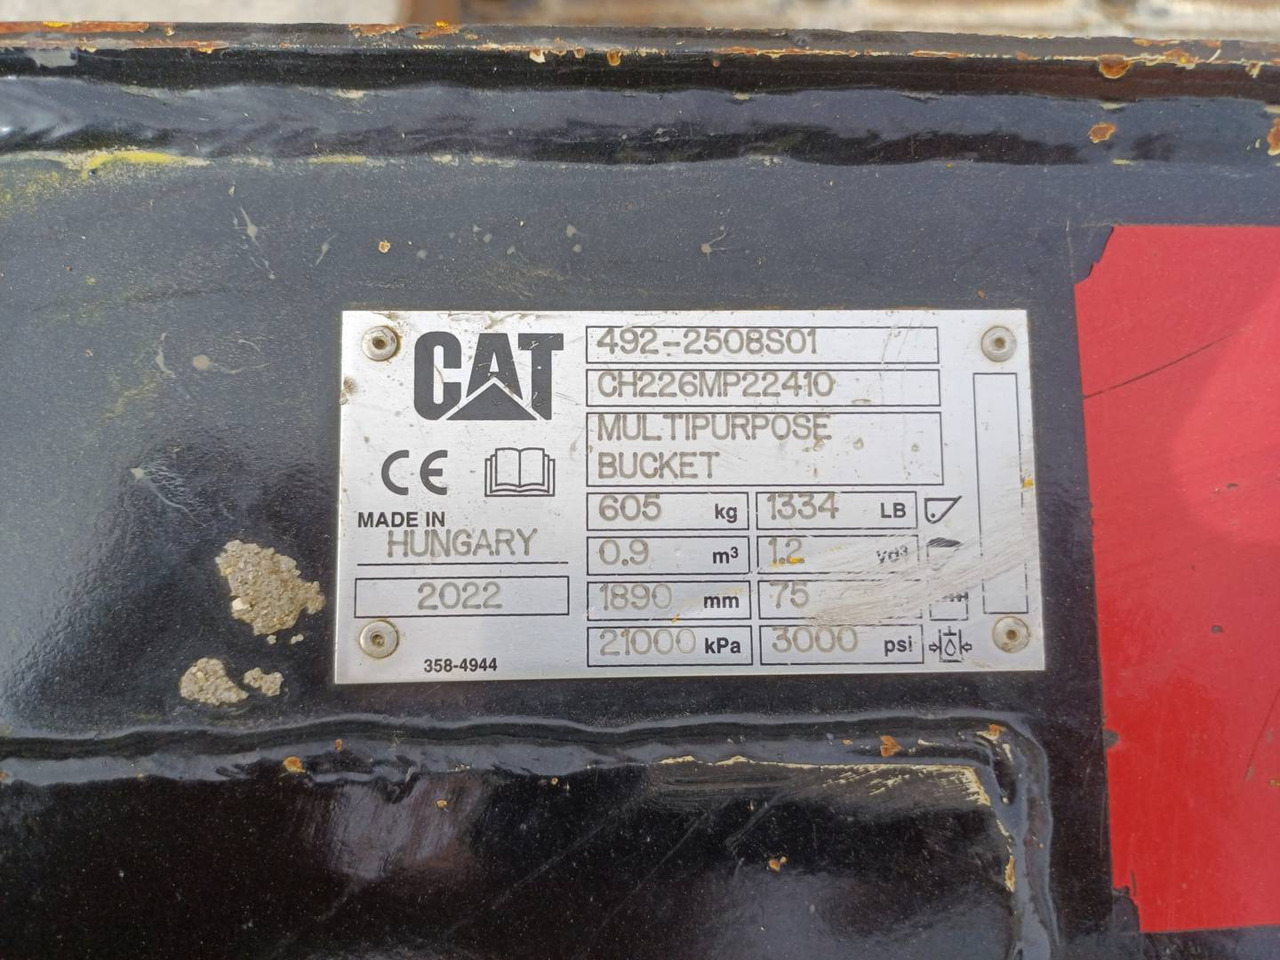 CAT
492-2508S01
CH226MP22410
MULTIPURPOSE
BUCKET
CE
MADE IN
HUNGARY
2022
358-4944
605 kg 1334 LB
0.9 m³ 1.2 yd³
1890 mm 75
21000 kPa 3000 psi